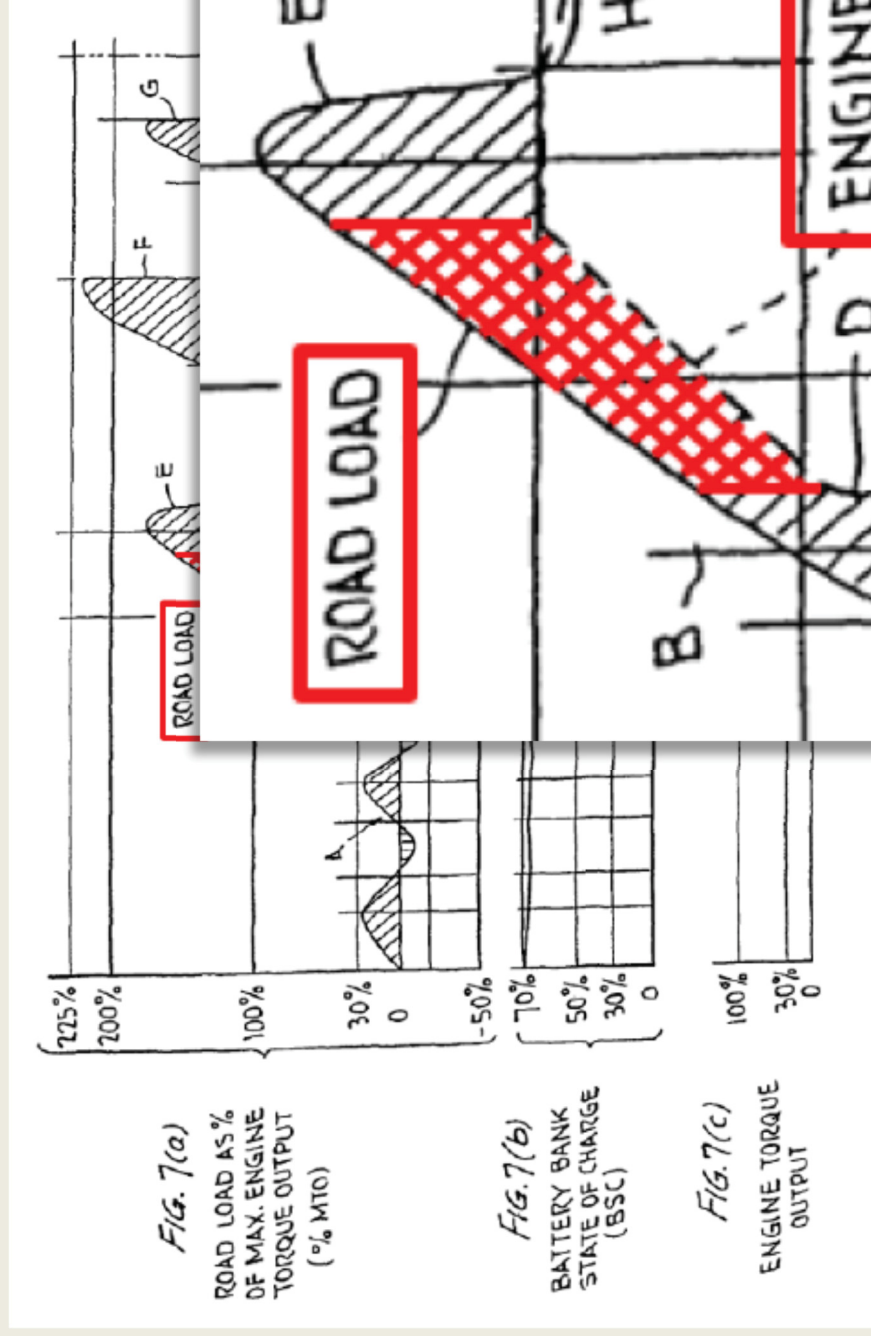 G
F
E
ROAD LOAD
H
ENGINE
ROAD LOAD
D
B
A
225%
200%
100%
30%
0
-50%
70%
50%
30%
0
100%
30%
0
FIG. 7(a)
ROAD LOAD AS %
OF MAX. ENGINE
TORQUE OUTPUT
(% MTO)
FIG. 7(b)
BATTERY BANK
STATE OF CHARGE
(BSC)
FIG. 7(c)
ENGINE TORQUE
OUTPUT